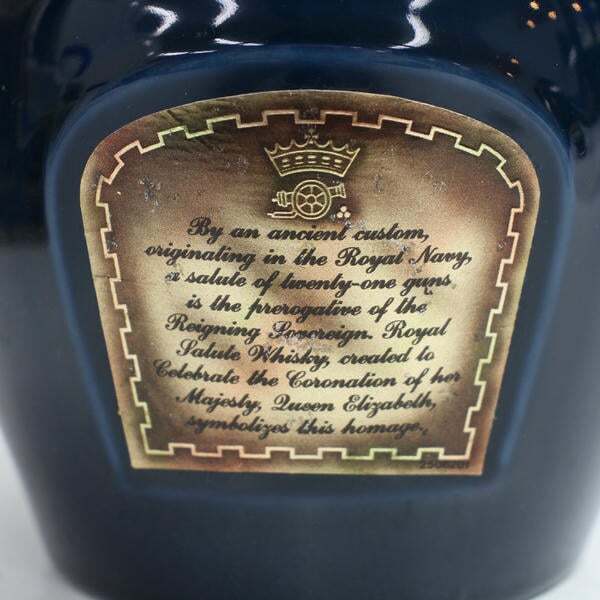 By an ancient custom,
originating in the Royal Navy,
a salute of twenty-one guns
is the prerogative of the
Reigning Sovereign. Royal
Salute Whisky, created to
Celebrate the Coronation of her
Majesty, Queen Elizabeth,
symbolizes this homage.